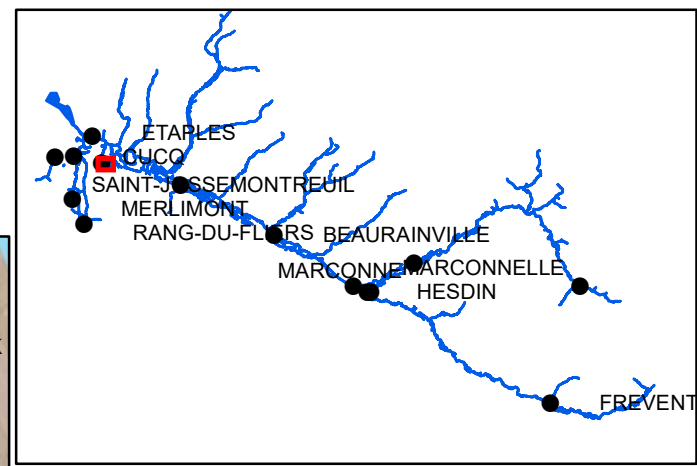 ETAPLES
CUCQ
SAINT-JOSSE
MONTREUIL
MERLIMONT
RANG-DU-FLIERS
BEAURAINVILLE
MARCONNE
MARCONNELLE
HESDIN
FREVENT